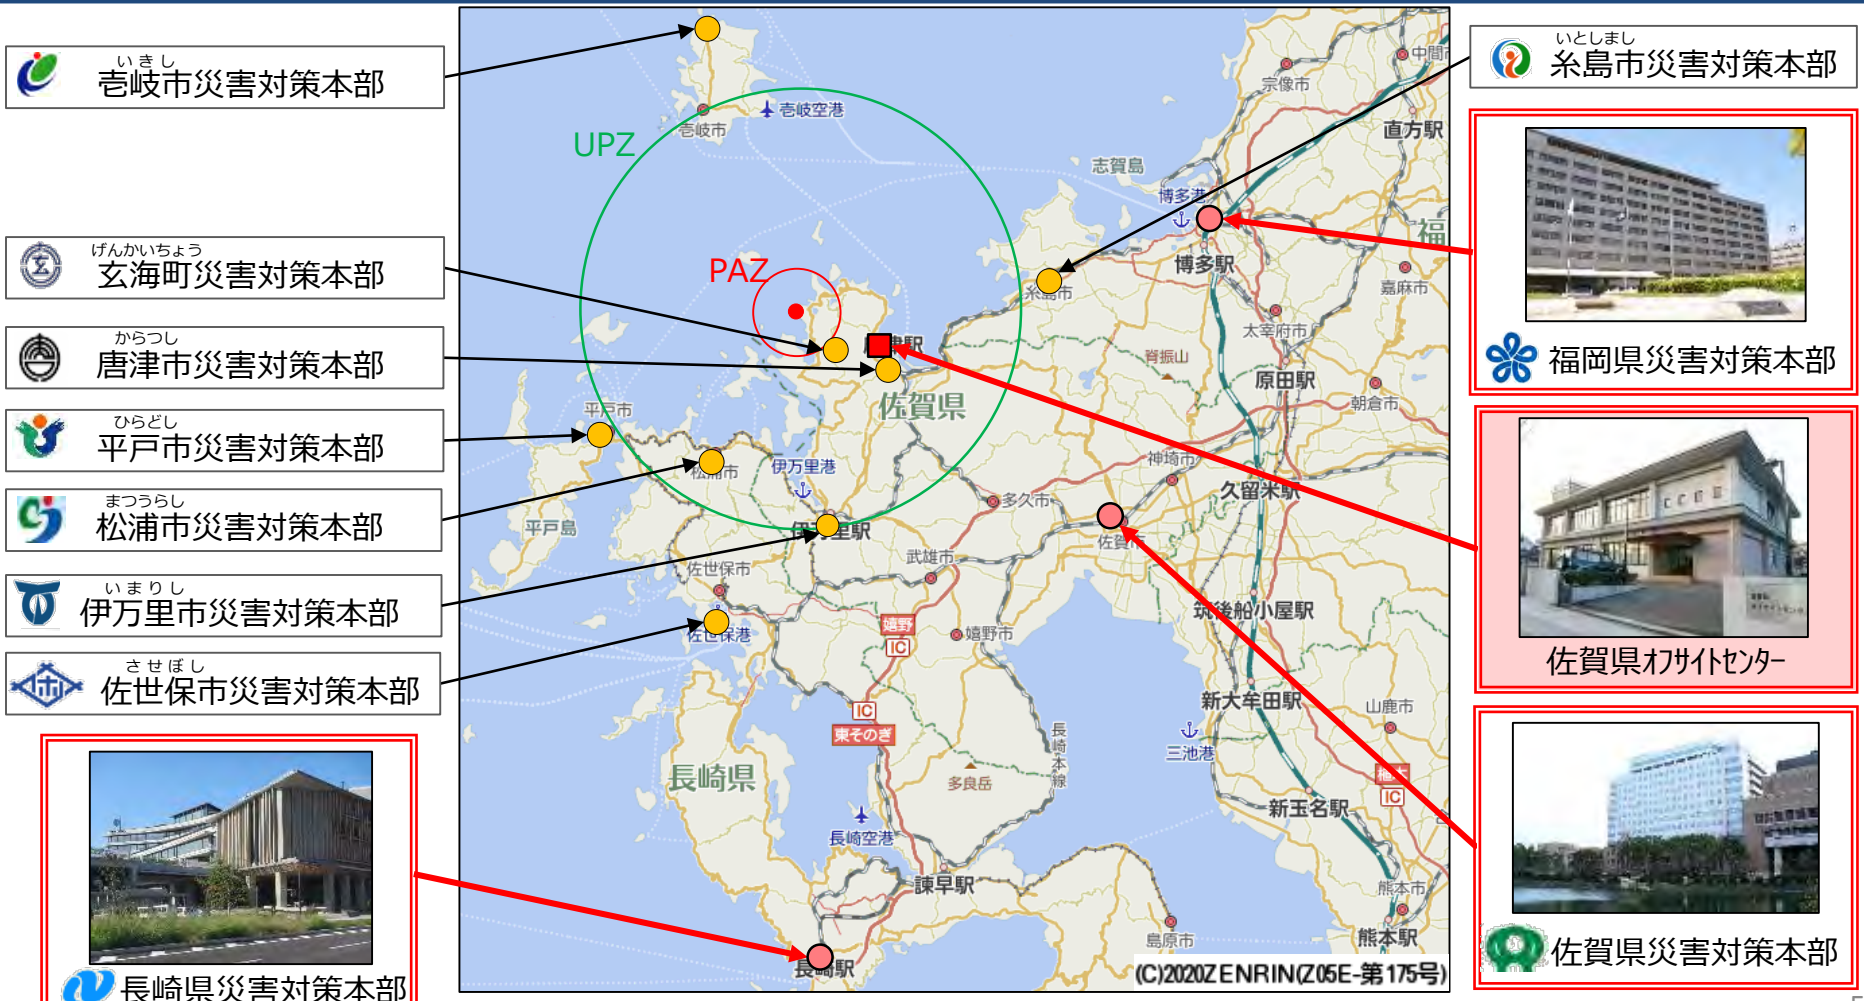 いきし
壱岐市災害対策本部
げんかいちょう
玄海町災害対策本部
からつし
唐津市災害対策本部
ひらどし
平戸市災害対策本部
まつうらし
松浦市災害対策本部
いまりし
伊万里市災害対策本部
させぼし
佐世保市災害対策本部
長崎県災害対策本部
UPZ
PAZ
壱岐空港
壱岐市
志賀島
博多港
博多駅
宗像市
中間
直方駅
福
嘉麻市
太宰府市
糸島市
脊振山
原田駅
朝倉市
佐賀県
平戸市
松浦市
伊万里港
神埼市
多久市
久留米駅
平戸島
伊万里駅
武雄市
佐賀市
佐世保市
佐世保港
嬉野
IC
嬉野市
筑後船小屋駅
新大牟田駅
山鹿市
IC
東そのぎ
三池港
長崎本線
長崎県
多良岳
IC
新玉名駅
長崎空港
諫早駅
熊本市
島原市
熊本駅
長崎駅
(C)2020ZENRIN(Z05E-第175号)
いとしまし
糸島市災害対策本部
福岡県災害対策本部
佐賀県オフサイトセンター
佐賀県災害対策本部